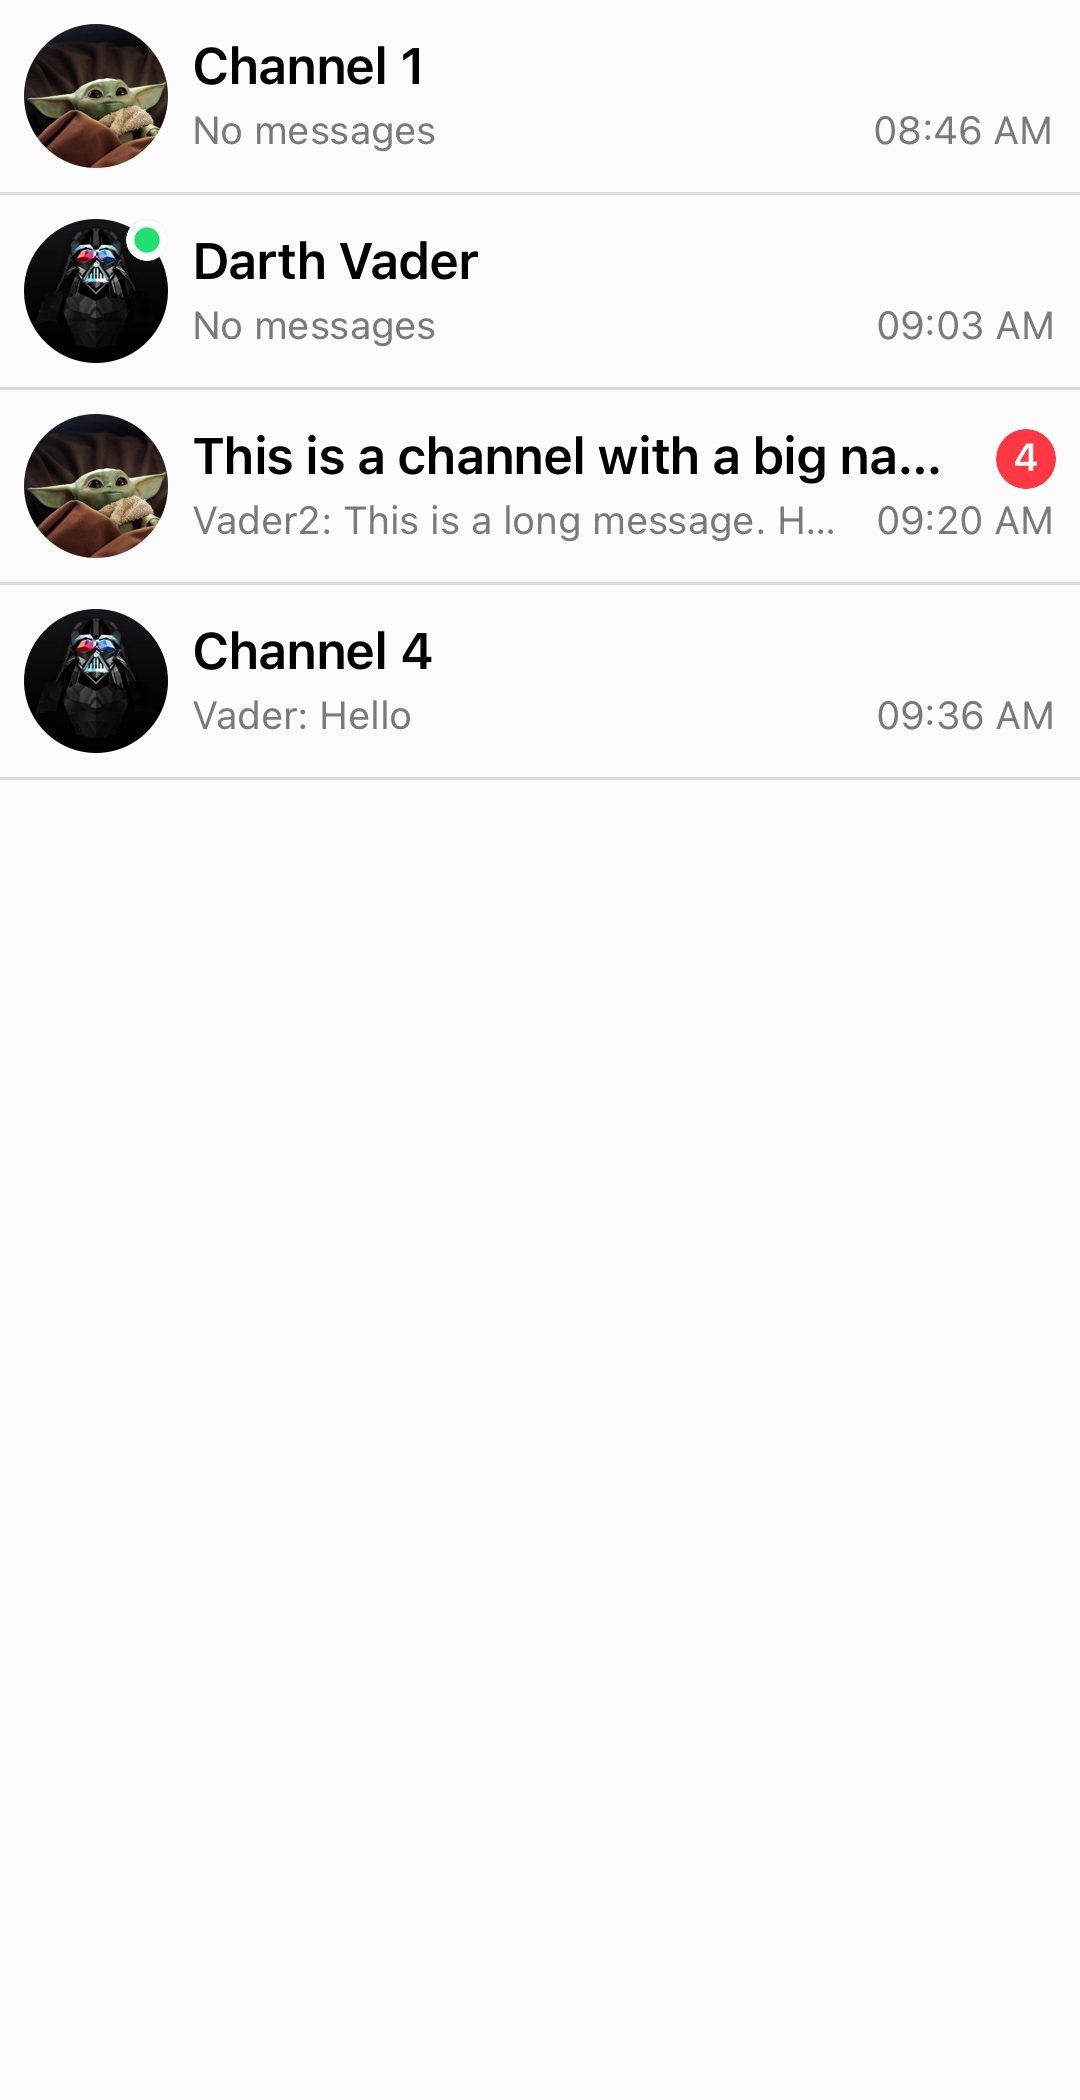 Channel 1
No messages 08:46 AM
Darth Vader
No messages 09:03 AM
This is a channel with a big na... 4
Vader2: This is a long message. H... 09:20 AM
Channel 4
Vader: Hello 09:36 AM